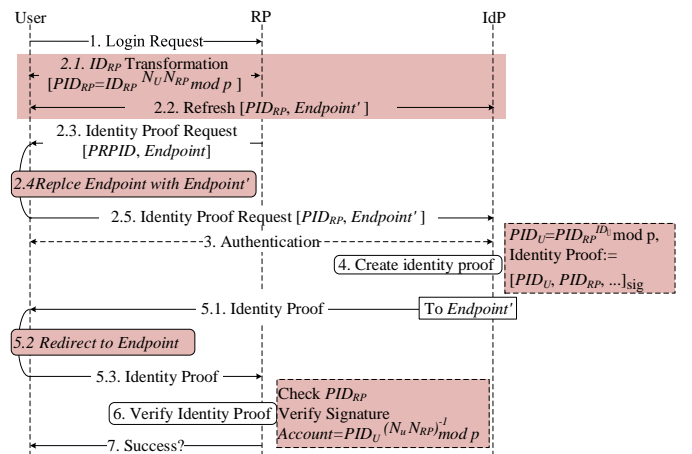 User RP IdP
1. Login Request
2.1. ID_RP Transformation
[PID_RP=ID_RP^N_U N_RP mod p ]
2.2. Refresh [PID_RP, Endpoint' ]
2.3. Identity Proof Request
[PRPID, Endpoint]
2.4Replce Endpoint with Endpoint'
2.5. Identity Proof Request [PID_RP, Endpoint' ]
3. Authentication
PID_U=PID_RP^ID_U mod p,
Identity Proof:=
[PID_U, PID_RP, ...]sig
4. Create identity proof
5.1. Identity Proof
To Endpoint'
5.2 Redirect to Endpoint
5.3. Identity Proof
Check PID_RP
Verify Signature
Account=PID_U^(N_u N_RP)^-1 mod p
6. Verify Identity Proof
7. Success?